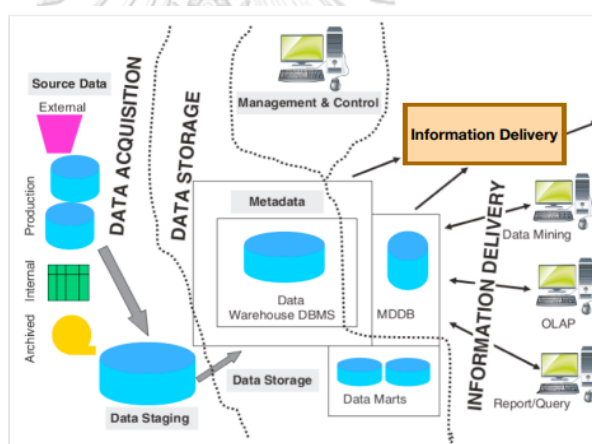 Source Data
External
Production
Internal
Archived
DATA ACQUISITION
DATA STORAGE
Management & Control
Information Delivery
Metadata
Data
Warehouse DBMS
MDDB
Data Marts
Data Staging
Data Storage
INFORMATION DELIVERY
Data Mining
OLAP
Report/Query